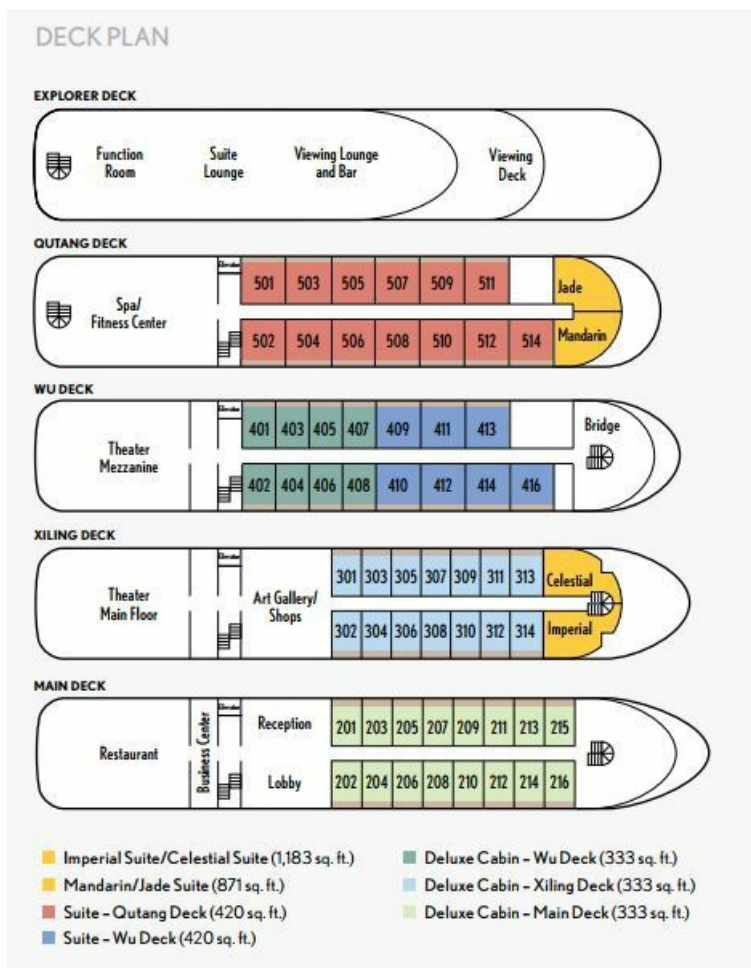 DECK PLAN
EXPLORER DECK
Function
Room
Suite
Lounge
Viewing Lounge
and Bar
Viewing
Deck
QUTANG DECK
Elevator
501 503 505 507 509 511
Jade
Spa/
Fitness Center
502 504 506 508 510 512 514
Mandarin
WU DECK
Elevator
401 403 405 407 409 411 413
Bridge
Theater
Mezzanine
402 404 406 408 410 412 414 416
XILING DECK
Elevator
301 303 305 307 309 311 313
Celestial
Theater
Main Floor
Art Gallery/
Shops
302 304 306 308 310 312 314
Imperial
MAIN DECK
Elevator
Restaurant
Business Center
Reception
201 203 205 207 209 211 213 215
Lobby
202 204 206 208 210 212 214 216
Imperial Suite/Celestial Suite (1,183 sq. ft.)
Mandarin/Jade Suite (871 sq. ft.)
Suite – Qutang Deck (420 sq. ft.)
Suite – Wu Deck (420 sq. ft.)
Deluxe Cabin – Wu Deck (333 sq. ft.)
Deluxe Cabin – Xiling Deck (333 sq. ft.)
Deluxe Cabin – Main Deck (333 sq. ft.)